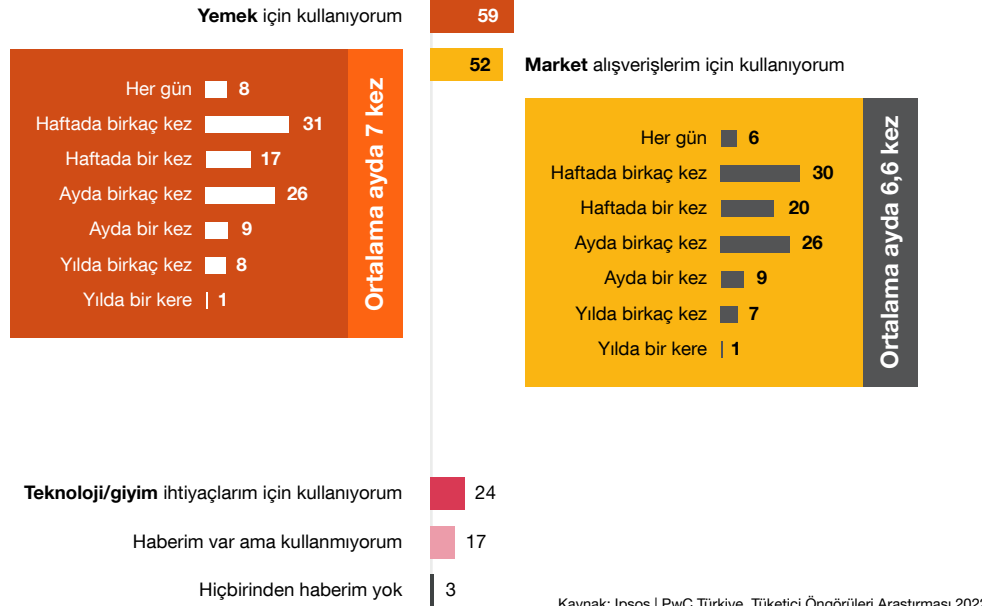 Yemek için kullanıyorum 59
52 Market alışverişlerim için kullanıyorum
Her gün 8
Haftada birkaç kez 31
Haftada bir kez 17
Ayda birkaç kez 26
Ayda bir kez 9
Yılda birkaç kez 8
Yılda bir kere 1
Ortalama ayda 7 kez
Her gün 6
Haftada birkaç kez 30
Haftada bir kez 20
Ayda birkaç kez 26
Ayda bir kez 9
Yılda birkaç kez 7
Yılda bir kere 1
Ortalama ayda 6,6 kez
Teknoloji/giyim ihtiyaçlarım için kullanıyorum 24
Haberim var ama kullanmıyorum 17
Hiçbirinden haberim yok 3
Kaynak: Ipsos | PwC Türkiye, Tüketici Öngörüleri Araştırması